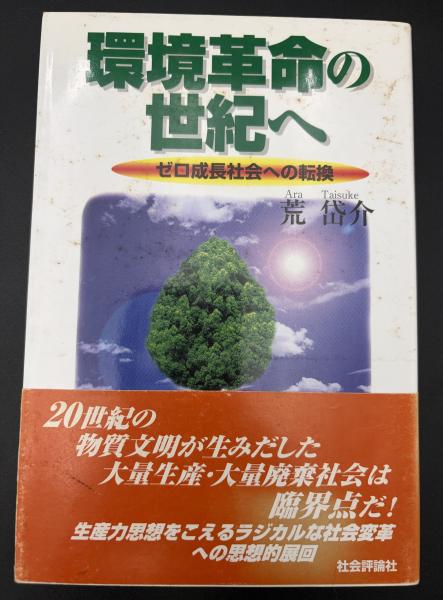 環境革命の
世紀へ
ゼロ成長社会への転換
Ara Taisuke
荒 岱介
20世紀の
物質文明が生みだした
大量生産・大量廃棄社会は
臨界点だ!
生産力思想をこえるラジカルな社会変革
への思想的展回
社会評論社